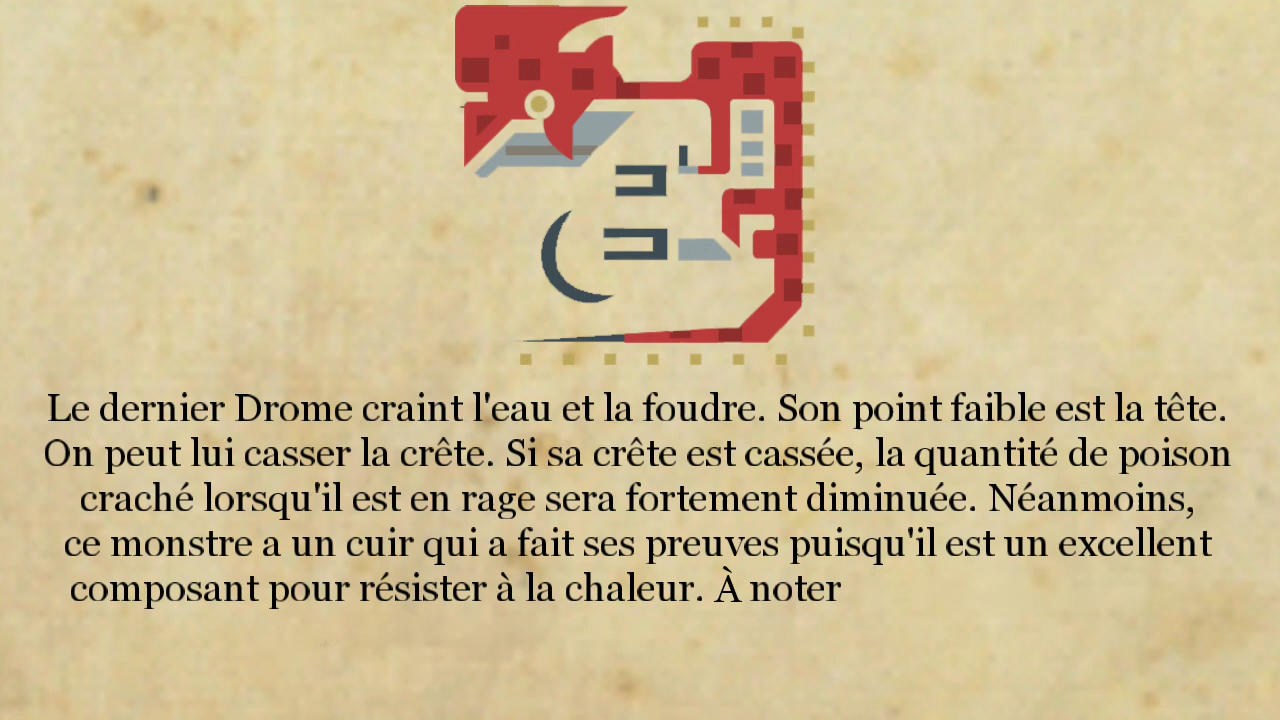 Le dernier Drome craint l'eau et la foudre. Son point faible est la tête.
On peut lui casser la crête. Si sa crête est cassée, la quantité de poison
craché lorsqu'il est en rage sera fortement diminuée. Néanmoins,
ce monstre a un cuir qui a fait ses preuves puisqu'il est un excellent
composant pour résister à la chaleur. À noter